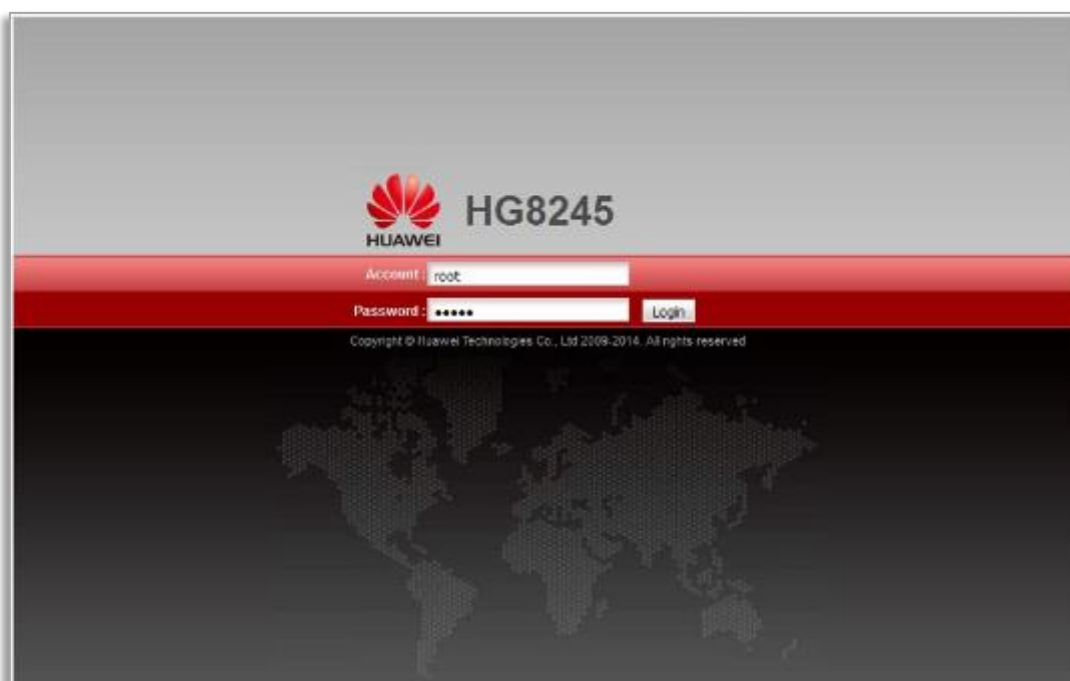 HUAWEI
HG8245
Account : root
Password : •••••
Login
Copyright © Huawei Technologies Co., Ltd 2009-2014. All rights reserved